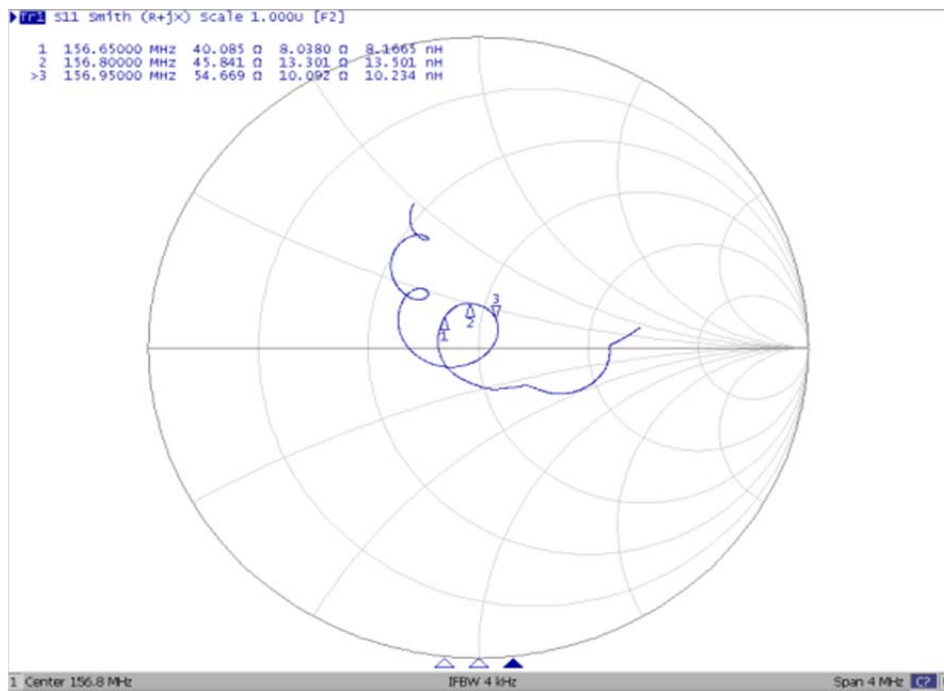 Tr1 S11 Smith (R+jX) Scale 1.000U [F2]
1 156.65000 MHz 40.085 Ω 8.0380 Ω 8.1665 nH
2 156.80000 MHz 45.841 Ω 13.301 Ω 13.501 nH
>3 156.95000 MHz 54.669 Ω 10.092 Ω 10.234 nH
3
2
1
1 Center 156.8 MHz IFBW 4 kHz Span 4 MHz C?